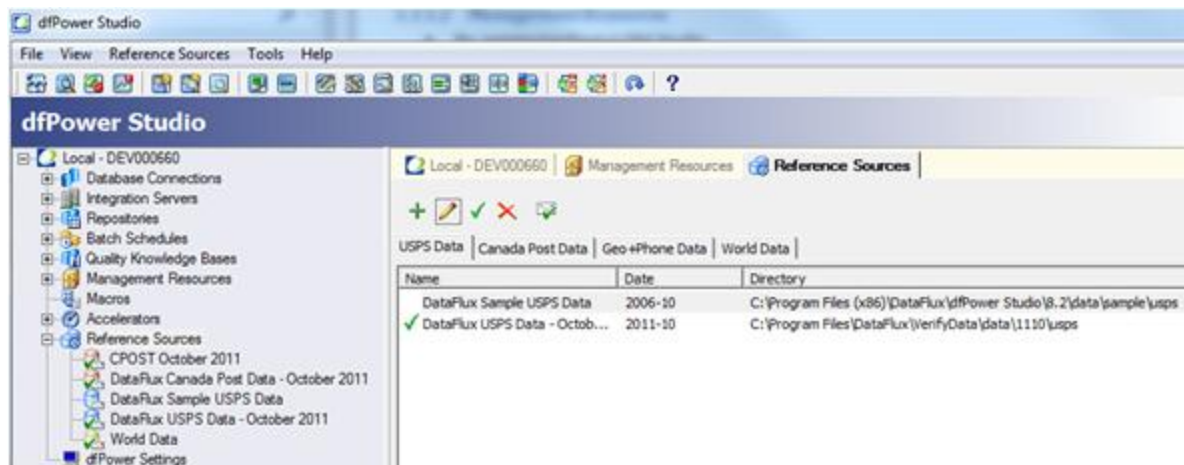 dfPower Studio
File View Reference Sources Tools Help
dfPower Studio
Local - DEV000660
Database Connections
Integration Servers
Repositories
Batch Schedules
Quality Knowledge Bases
Management Resources
Macros
Accelerators
Reference Sources
CPOST October 2011
DataFlux Canada Post Data - October 2011
DataFlux Sample USPS Data
DataFlux USPS Data - October 2011
World Data
dfPower Settings
Local - DEV000660 Management Resources Reference Sources
USPS Data Canada Post Data Geo+Phone Data World Data
Name Date Directory
DataFlux Sample USPS Data 2006-10 C:\Program Files (x86)\DataFlux\dfPower Studio\8.2\data\sample\usps
DataFlux USPS Data - Octob... 2011-10 C:\Program Files\DataFlux\VerifyData\data\1110\usps